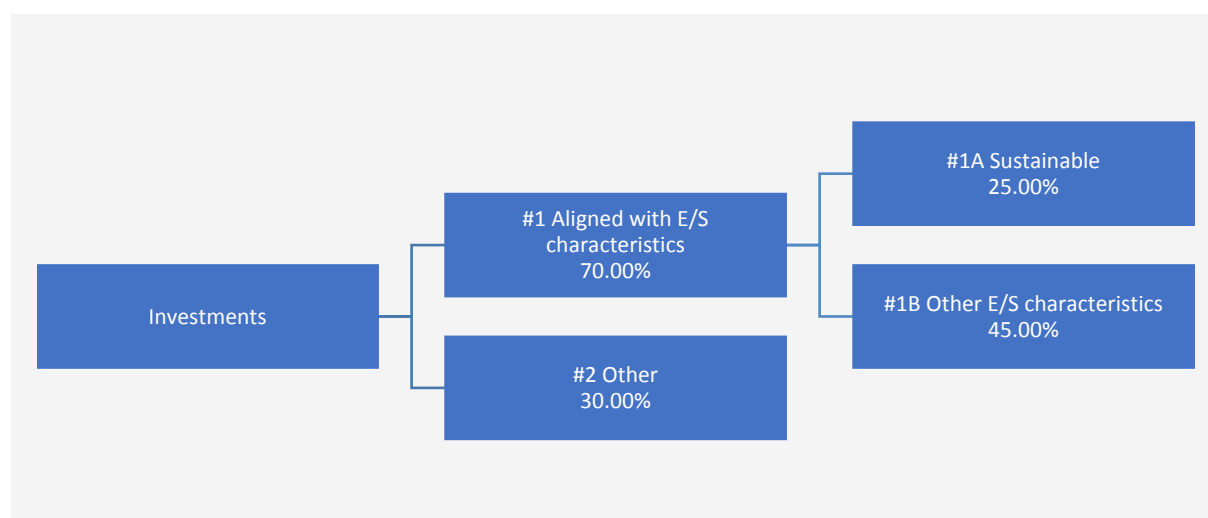 Investments
#1 Aligned with E/S
characteristics
70.00%
#2 Other
30.00%
#1A Sustainable
25.00%
#1B Other E/S characteristics
45.00%